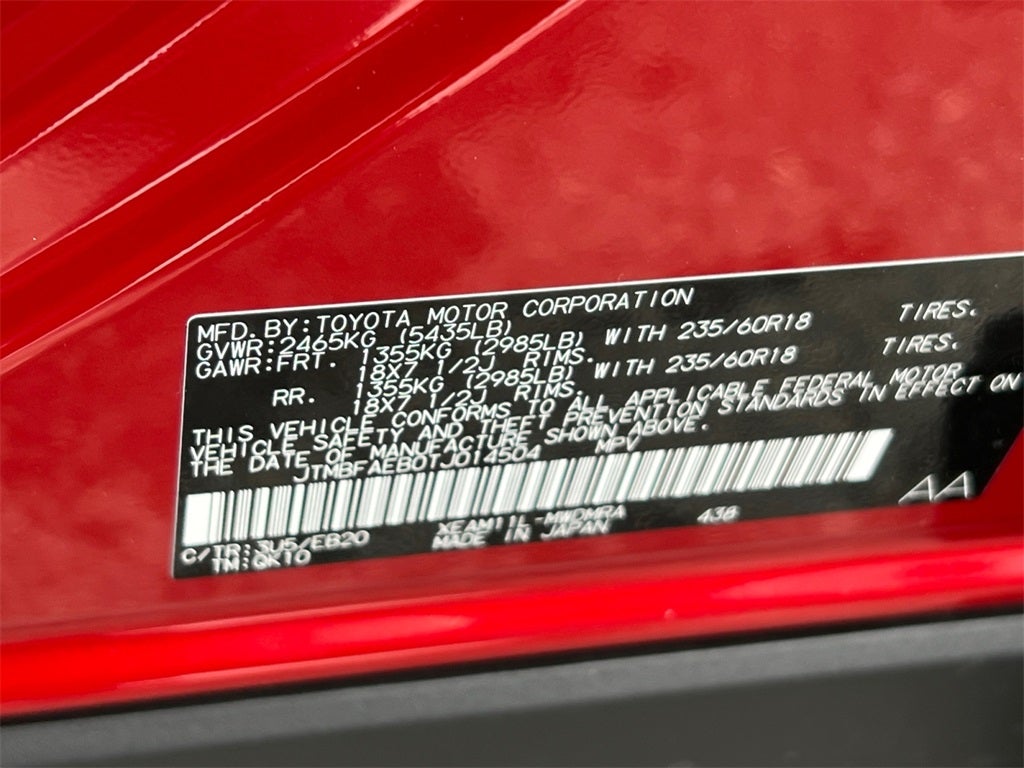 MFD. BY: TOYOTA MOTOR CORPORATION
GVWR: 2465KG (5435LB)
GAWR: FRT. 1355KG (2985LB) WITH 235/60R18 TIRES.
18X7 1/2J RIMS.
RR. 1355KG (2985LB) WITH 235/60R18 TIRES.
18X7 1/2J RIMS.
THIS VEHICLE CONFORMS TO ALL APPLICABLE FEDERAL MOTOR
VEHICLE SAFETY AND THEFT PREVENTION STANDARDS IN EFFECT ON
THE DATE OF MANUFACTURE SHOWN ABOVE.
JTMBFAEB0TJ014504 MPV
AA
C/TR: 3U5/EB20 XEAM11L-MWDMRA 438
TM: QK10 MADE IN JAPAN